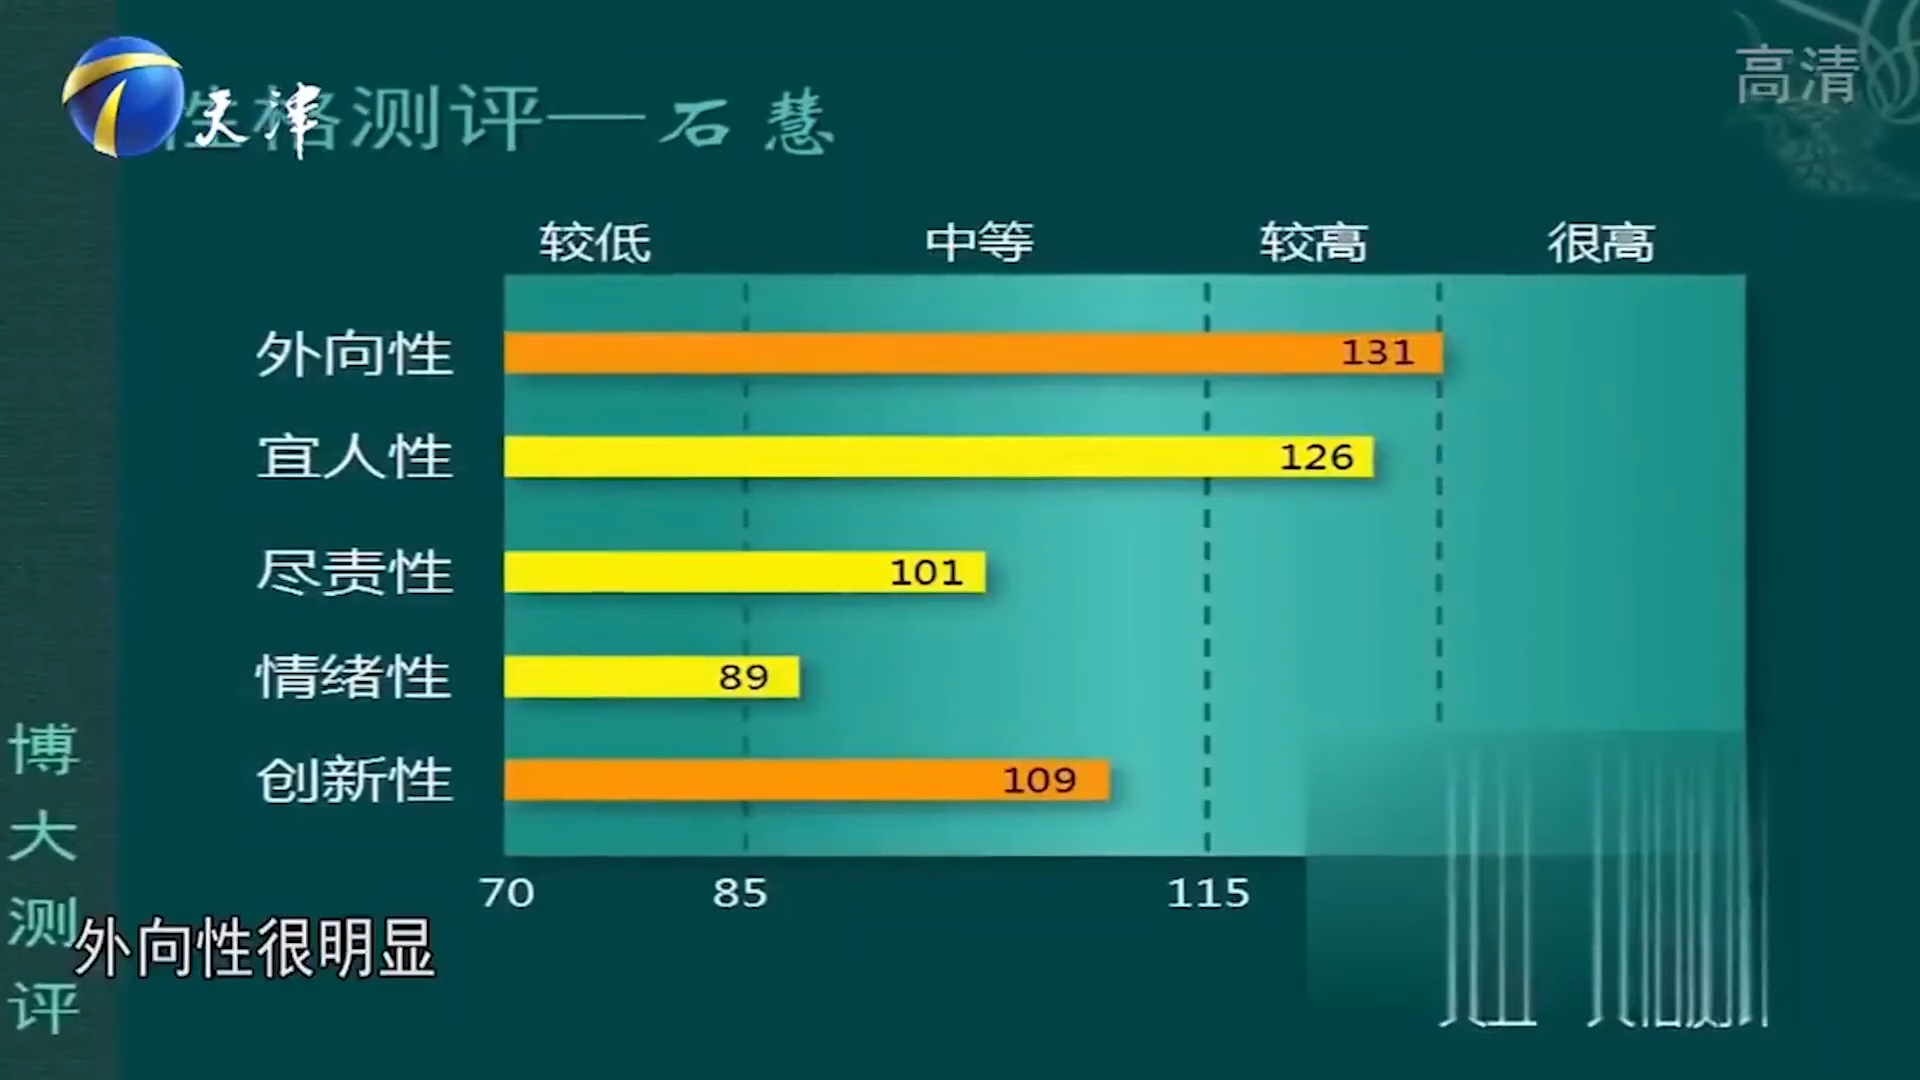 天津
高清
性格测评—石慧
较低 中等 较高 很高
外向性 131
宜人性 126
尽责性 101
情绪性 89
创新性 109
70 85 115
博大测评
外向性很明显